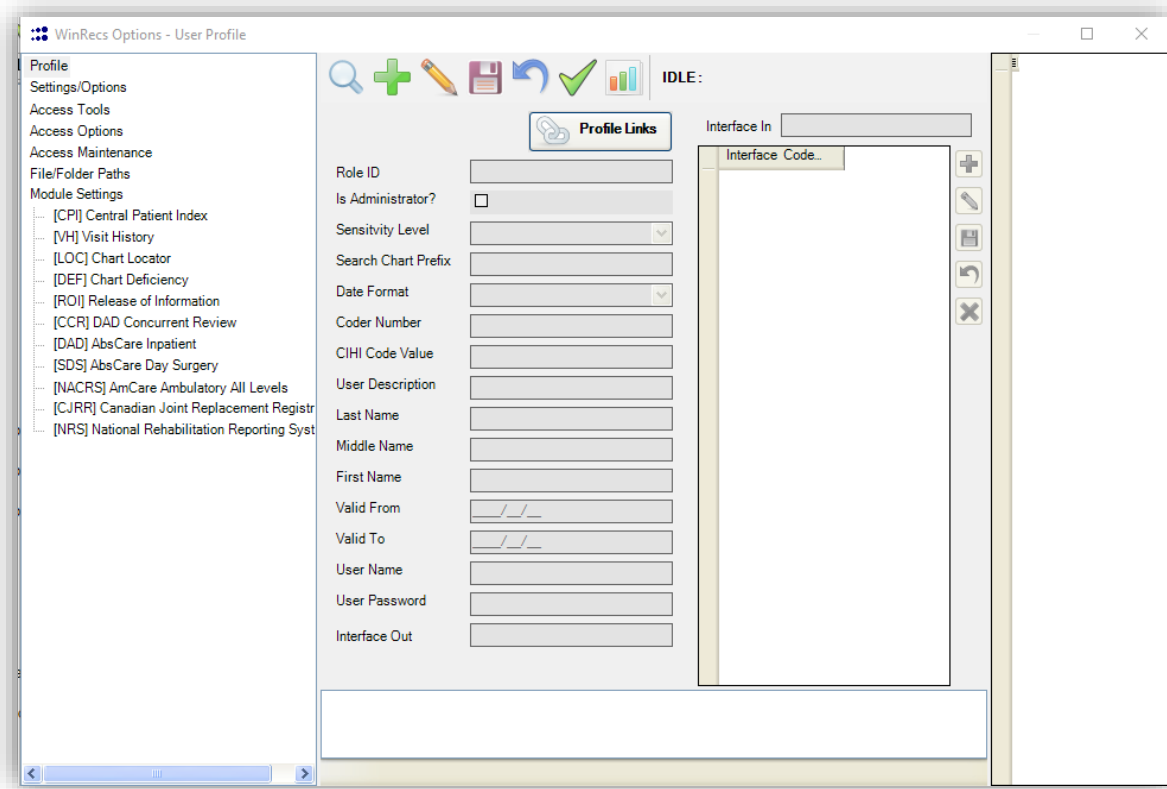 WinRecs Options - User Profile
Profile
Settings/Options
Access Tools
Access Options
Access Maintenance
File/Folder Paths
Module Settings
[CPI] Central Patient Index
[VH] Visit History
[LOC] Chart Locator
[DEF] Chart Deficiency
[ROI] Release of Information
[CCR] DAD Concurrent Review
[DAD] AbsCare Inpatient
[SDS] AbsCare Day Surgery
[NACRS] AmCare Ambulatory All Levels
[CJRR] Canadian Joint Replacement Registr
[NRS] National Rehabilitation Reporting Syst
IDLE:
Profile Links
Role ID
Is Administrator?
Sensitvity Level
Search Chart Prefix
Date Format
Coder Number
CIHI Code Value
User Description
Last Name
Middle Name
First Name
Valid From ____/__/__
Valid To ____/__/__
User Name
User Password
Interface Out
Interface In
Interface Code...